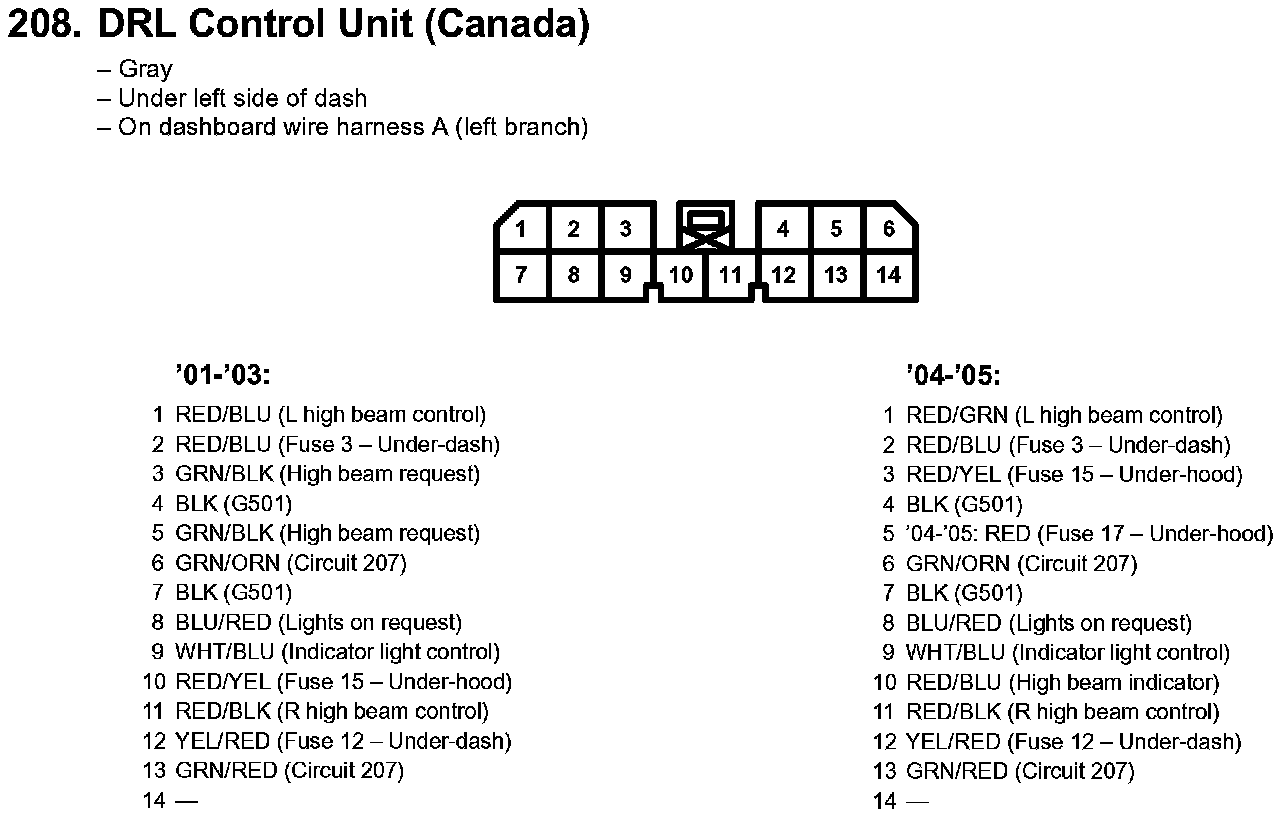 208. DRL Control Unit (Canada)
– Gray
– Under left side of dash
– On dashboard wire harness A (left branch)
1 2 3 4 5 6
7 8 9 10 11 12 13 14
’01-’03:
1 RED/BLU (L high beam control)
2 RED/BLU (Fuse 3 – Under-dash)
3 GRN/BLK (High beam request)
4 BLK (G501)
5 GRN/BLK (High beam request)
6 GRN/ORN (Circuit 207)
7 BLK (G501)
8 BLU/RED (Lights on request)
9 WHT/BLU (Indicator light control)
10 RED/YEL (Fuse 15 – Under-hood)
11 RED/BLK (R high beam control)
12 YEL/RED (Fuse 12 – Under-dash)
13 GRN/RED (Circuit 207)
14 —
’04-’05:
1 RED/GRN (L high beam control)
2 RED/BLU (Fuse 3 – Under-dash)
3 RED/YEL (Fuse 15 – Under-hood)
4 BLK (G501)
5 ’04-’05: RED (Fuse 17 – Under-hood)
6 GRN/ORN (Circuit 207)
7 BLK (G501)
8 BLU/RED (Lights on request)
9 WHT/BLU (Indicator light control)
10 RED/BLU (High beam indicator)
11 RED/BLK (R high beam control)
12 YEL/RED (Fuse 12 – Under-dash)
13 GRN/RED (Circuit 207)
14 —